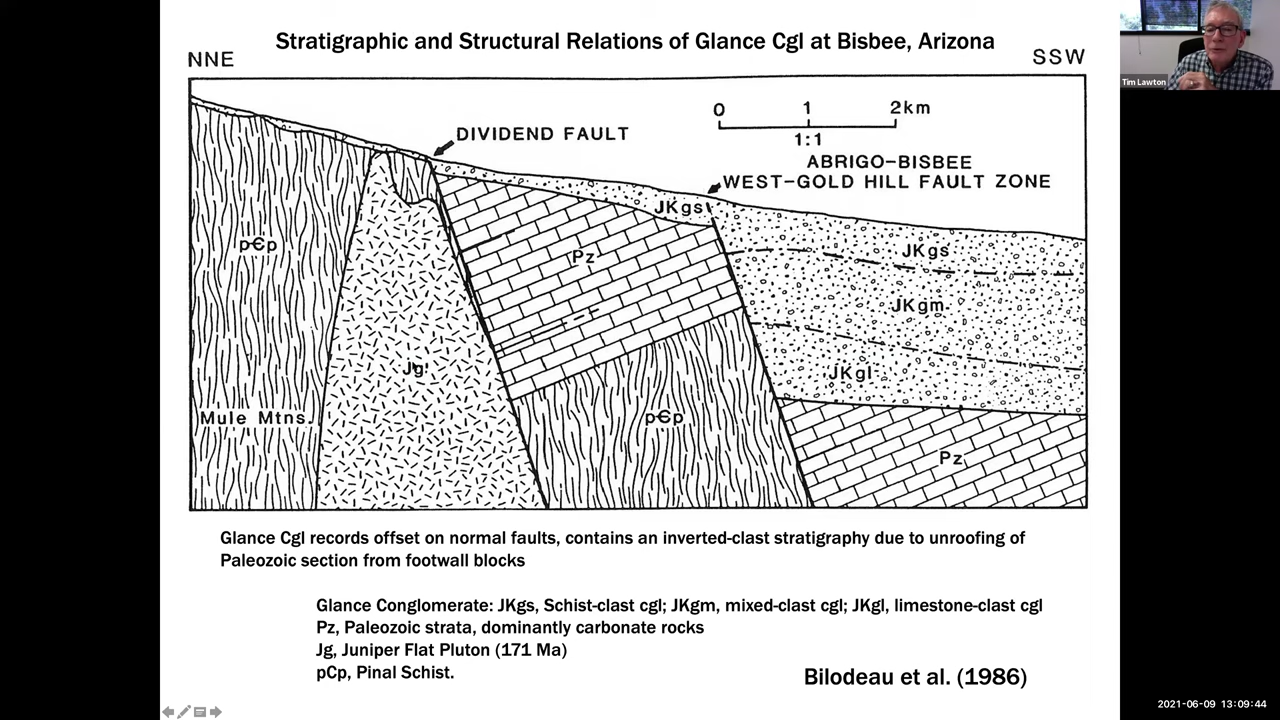 Stratigraphic and Structural Relations of Glance Cgl at Bisbee, Arizona
NNE
SSW
0 1 2km
1:1
DIVIDEND FAULT
ABRIGO-BISBEE
WEST-GOLD HILL FAULT ZONE
JKgs
p-Cp
Pz
JKgs
JKgm
Jg
JKgl
Mule Mtns.
p-Cp
Pz
Glance Cgl records offset on normal faults, contains an inverted-clast stratigraphy due to unroofing of
Paleozoic section from footwall blocks
Glance Conglomerate: JKgs, Schist-clast cgl; JKgm, mixed-clast cgl; JKgl, limestone-clast cgl
Pz, Paleozoic strata, dominantly carbonate rocks
Jg, Juniper Flat Pluton (171 Ma)
pCp, Pinal Schist.
Bilodeau et al. (1986)
Tim Lawton
2021-06-09 13:09:44